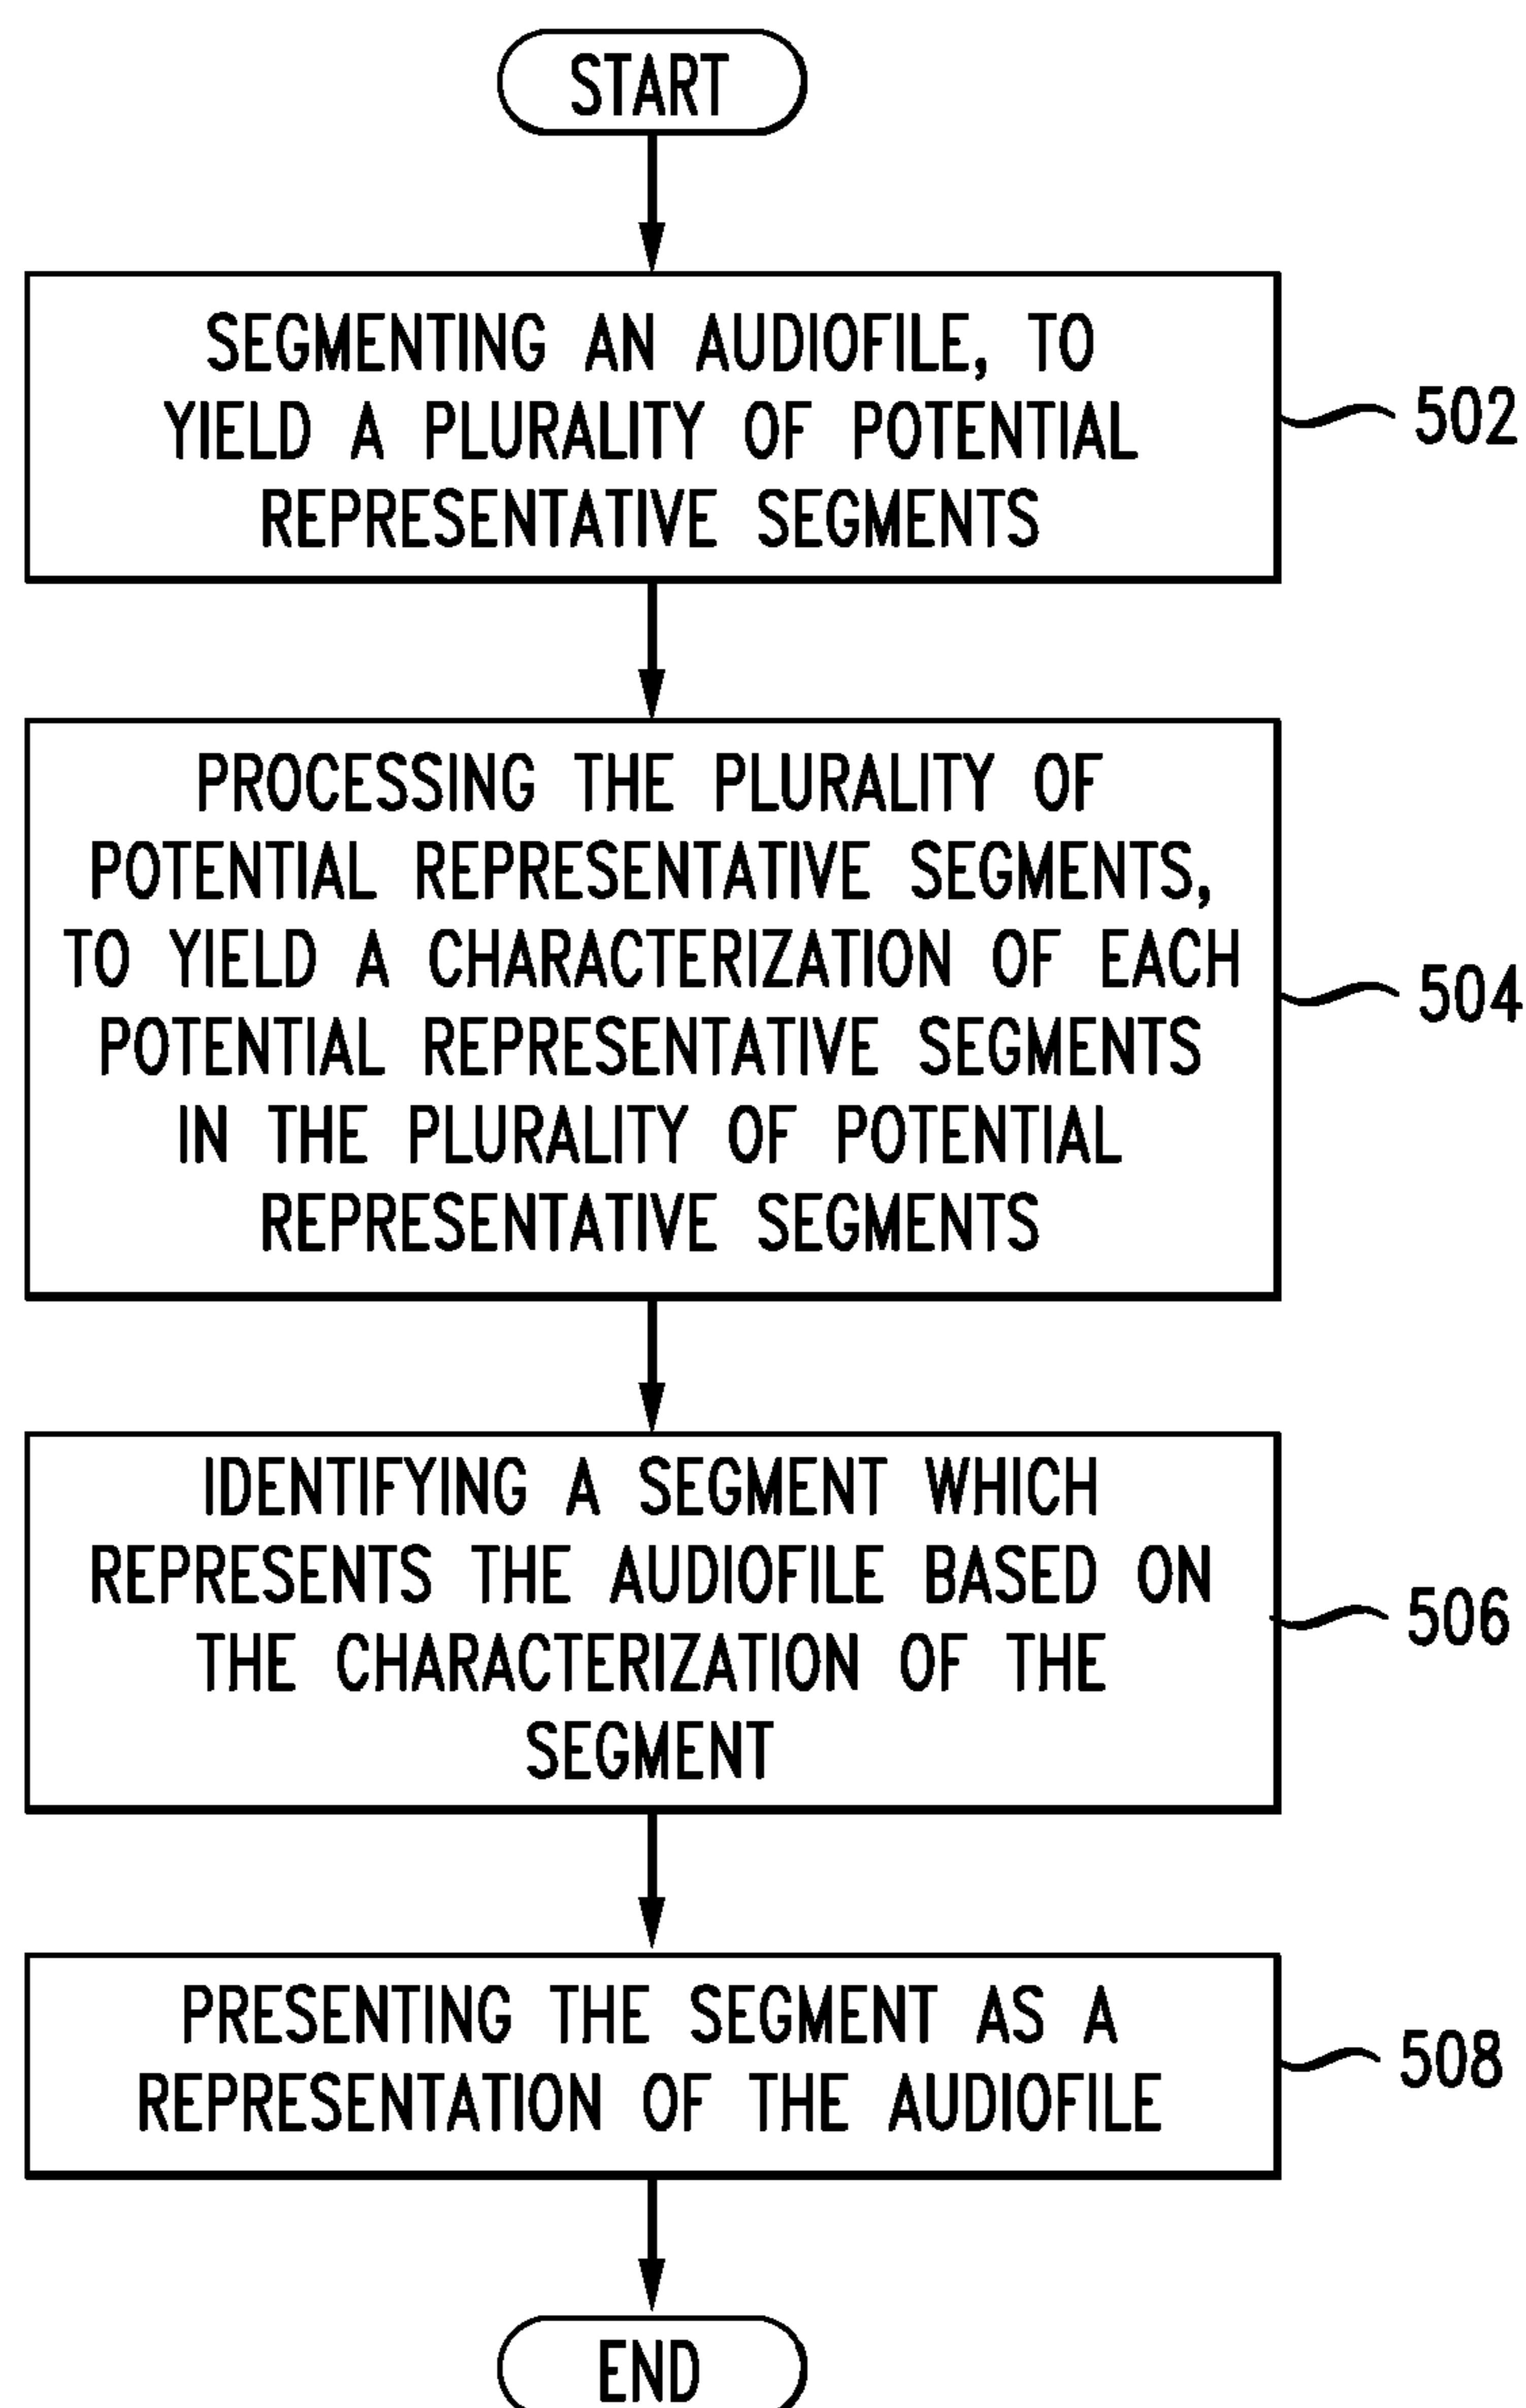 START
SEGMENTING AN AUDIOFILE, TO
YIELD A PLURALITY OF POTENTIAL
REPRESENTATIVE SEGMENTS
502
PROCESSING THE PLURALITY OF
POTENTIAL REPRESENTATIVE SEGMENTS,
TO YIELD A CHARACTERIZATION OF EACH
POTENTIAL REPRESENTATIVE SEGMENTS
IN THE PLURALITY OF POTENTIAL
REPRESENTATIVE SEGMENTS
504
IDENTIFYING A SEGMENT WHICH
REPRESENTS THE AUDIOFILE BASED ON
THE CHARACTERIZATION OF THE
SEGMENT
506
PRESENTING THE SEGMENT AS A
REPRESENTATION OF THE AUDIOFILE
508
END